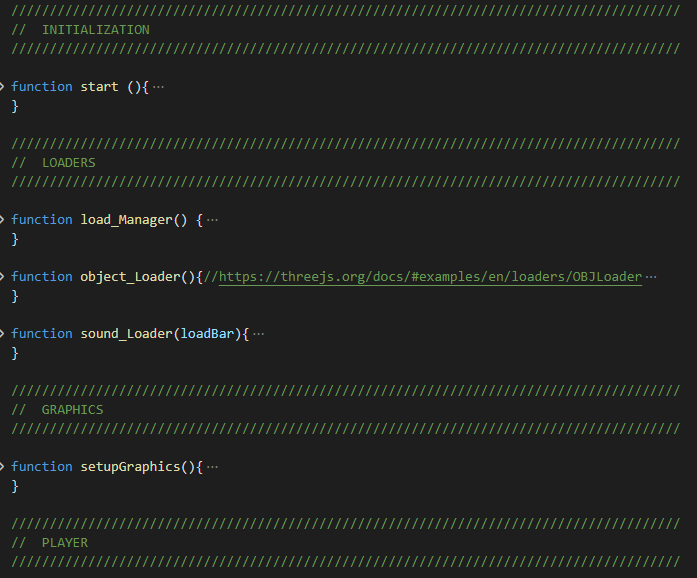 ///////////////////////////////////////////////////////////////////////////////////////
//  INITIALIZATION
///////////////////////////////////////////////////////////////////////////////////////
function start (){···
}
///////////////////////////////////////////////////////////////////////////////////////
//  LOADERS
///////////////////////////////////////////////////////////////////////////////////////
function load_Manager() {···
}
function object_Loader(){//https://threejs.org/docs/#examples/en/loaders/OBJLoader···
}
function sound_Loader(loadBar){···
}
///////////////////////////////////////////////////////////////////////////////////////
//  GRAPHICS
///////////////////////////////////////////////////////////////////////////////////////
function setupGraphics(){···
}
///////////////////////////////////////////////////////////////////////////////////////
//  PLAYER
///////////////////////////////////////////////////////////////////////////////////////